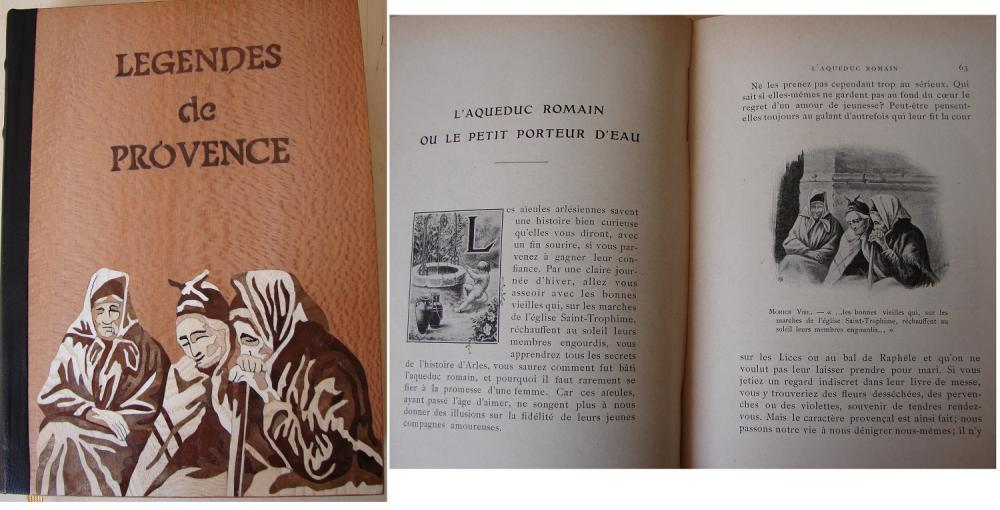 LEGENDES
de
PROVENCE
L'AQUEDUC ROMAIN
OU LE PETIT PORTEUR D'EAU
Les aïeules arlésiennes savent
une histoire bien curieuse
qu'elles vous diront, avec
un fin sourire, si vous par-
venez à gagner leur con-
fiance. Par une claire jour-
née d'hiver, allez vous
asseoir avec les bonnes
vieilles qui, sur les marches
de l'église Saint-Trophime,
réchauffent au soleil leurs
membres engourdis, vous
apprendrez tous les secrets
de l'histoire d'Arles, vous saurez comment fut bâti
l'aqueduc romain, et pourquoi il faut rarement se
fier à la promesse d'une femme. Car ces aïeules,
ayant passé l'âge d'aimer, ne songent plus à nous
donner des illusions sur la fidélité de leurs jeunes
compagnes amoureuses.
L'AQUEDUC ROMAIN 63
Ne les prenez pas cependant trop au sérieux. Qui
sait si elles-mêmes ne gardent pas au fond du cœur le
regret d'un amour de jeunesse? Peut-être pensent-
elles toujours au galant d'autrefois qui leur fit la cour
VIEL. — « ...les bonnes vieilles qui, sur les
marches de l'église Saint-Trophime, réchauffent au
soleil leurs membres engourdis... »
sur les Lices ou au bal de Raphèle et qu'on ne
voulut pas leur laisser prendre pour mari. Si vous
jetiez un regard indiscret dans leur livre de messe,
vous y trouveriez des fleurs desséchées, des perven-
ches ou des violettes, souvenir de tendres rendez-
vous. Mais le caractère provençal est ainsi fait; nous
passons notre vie à nous dénigrer nous-mêmes; il n'y